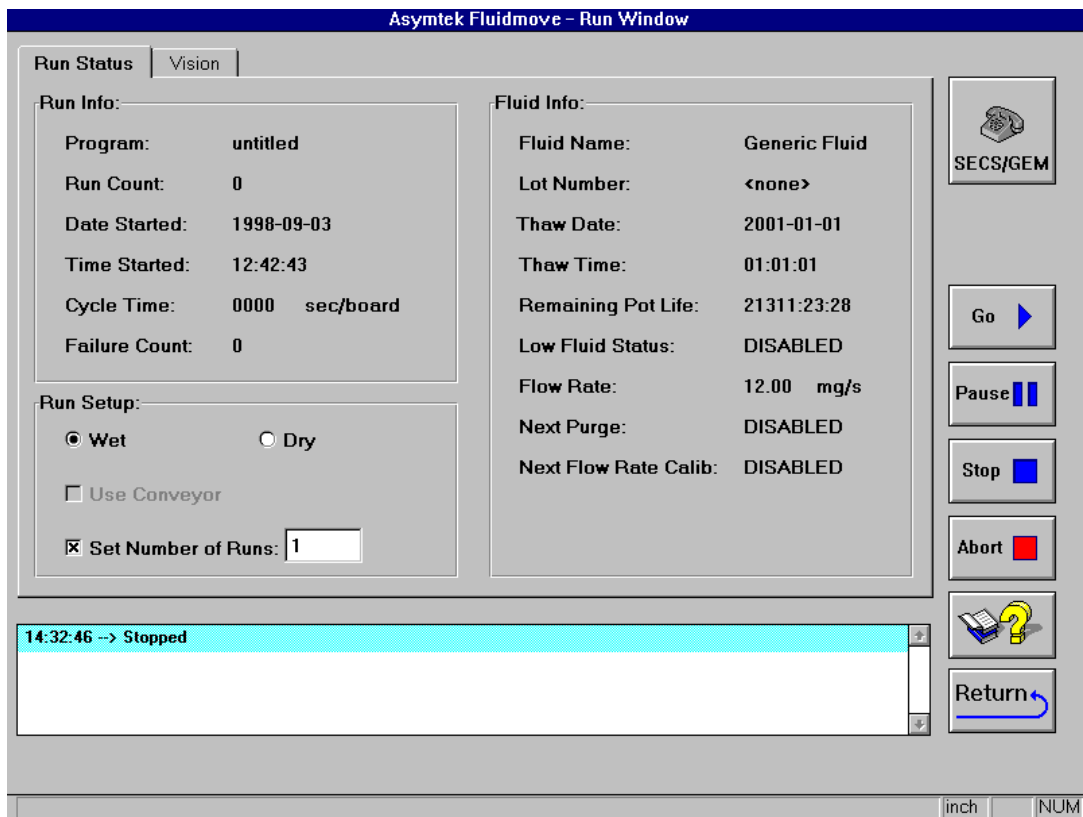 Asymtek Fluidmove – Run Window
Run Status
Vision
Run Info:
Program: untitled
Run Count: 0
Date Started: 1998-09-03
Time Started: 12:42:43
Cycle Time: 0000 sec/board
Failure Count: 0
Run Setup:
Wet Dry
Use Conveyor
Set Number of Runs: 1
Fluid Info:
Fluid Name: Generic Fluid
Lot Number: <none>
Thaw Date: 2001-01-01
Thaw Time: 01:01:01
Remaining Pot Life: 21311:23:28
Low Fluid Status: DISABLED
Flow Rate: 12.00 mg/s
Next Purge: DISABLED
Next Flow Rate Calib: DISABLED
SECS/GEM
Go
Pause
Stop
Abort
?
Return
14:32:46 --> Stopped
inch NUM